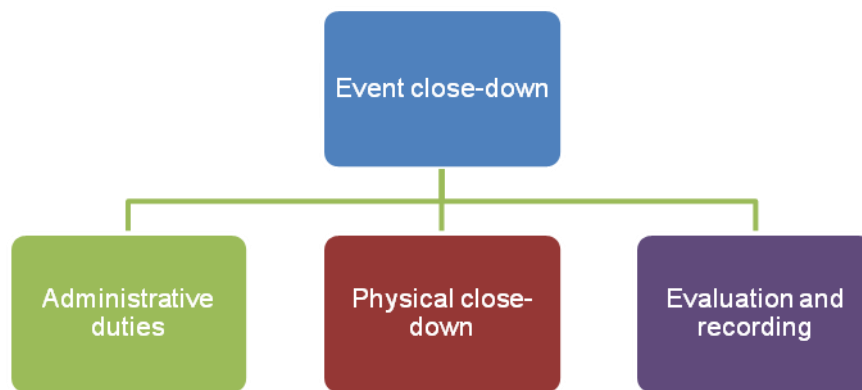 Event close-down
Administrative
duties
Physical close-
down
Evaluation and
recording